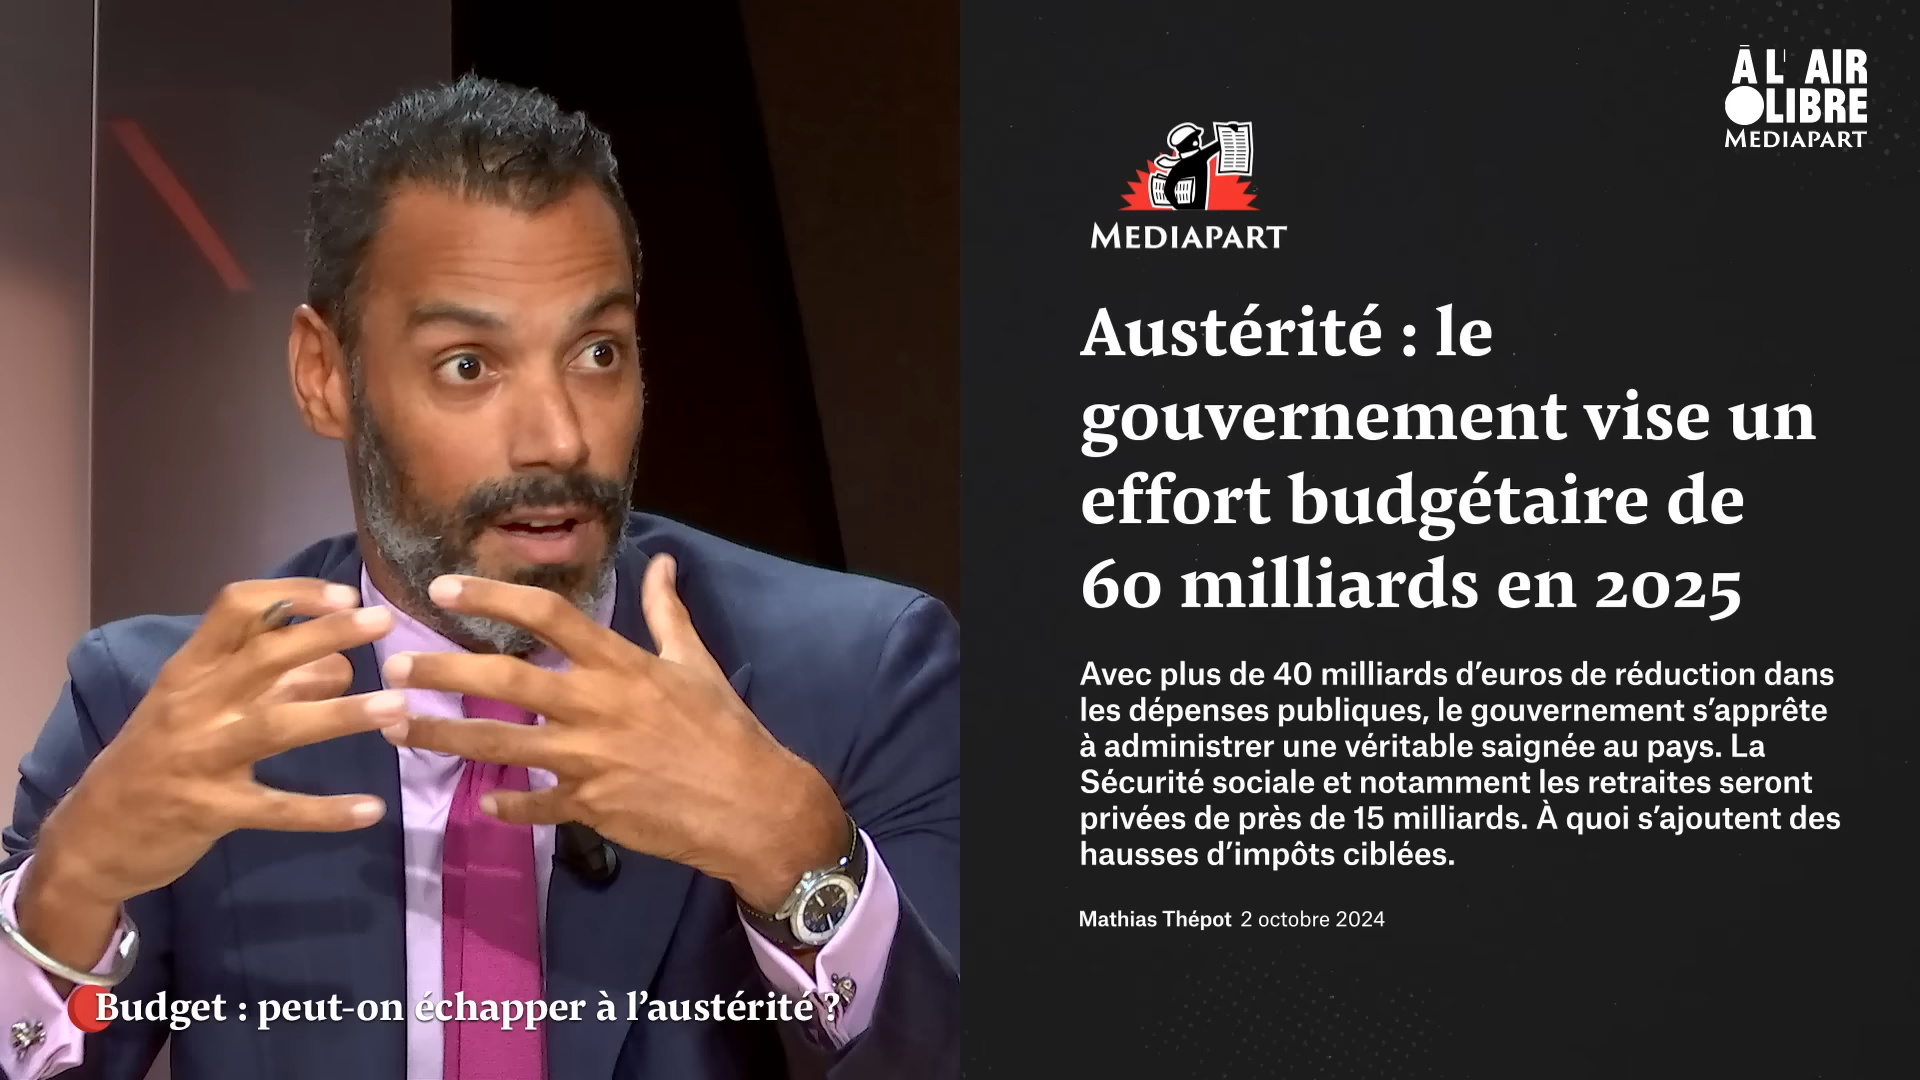 À L' AIR
LIBRE
MEDIAPART
MEDIAPART
Austérité : le
gouvernement vise un
effort budgétaire de
60 milliards en 2025
Avec plus de 40 milliards d’euros de réduction dans
les dépenses publiques, le gouvernement s’apprête
à administrer une véritable saignée au pays. La
Sécurité sociale et notamment les retraites seront
privées de près de 15 milliards. À quoi s’ajoutent des
hausses d’impôts ciblées.
Mathias Thépot 2 octobre 2024
Budget : peut-on échapper à l’austérité ?